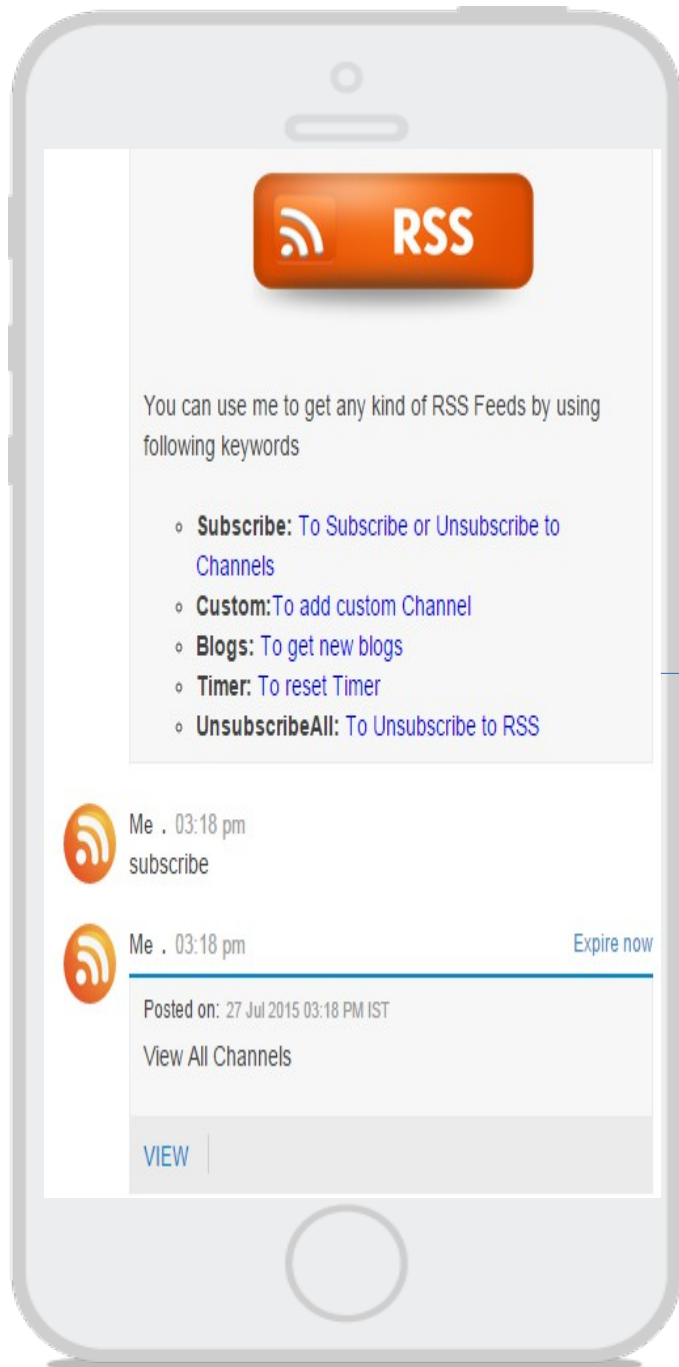 RSS
You can use me to get any kind of RSS Feeds by using
following keywords
Subscribe: To Subscribe or Unsubscribe to
Channels
Custom:To add custom Channel
Blogs: To get new blogs
Timer: To reset Timer
UnsubscribeAll: To Unsubscribe to RSS
Me . 03:18 pm
subscribe
Me . 03:18 pm Expire now
Posted on: 27 Jul 2015 03:18 PM IST
View All Channels
VIEW